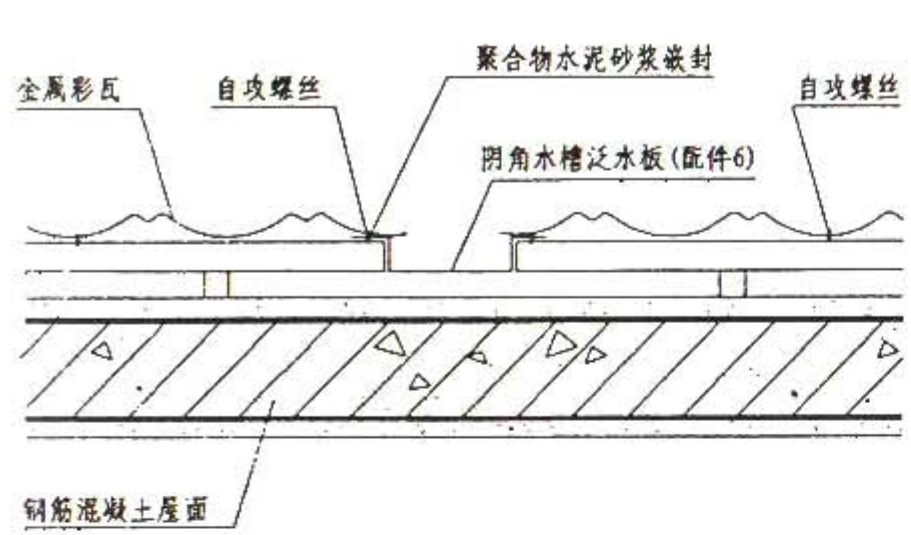 聚合物水泥砂浆嵌封
金属彩瓦
自攻螺丝
自攻螺丝
阴角水槽泛水板(配件6)
钢筋混凝土屋面